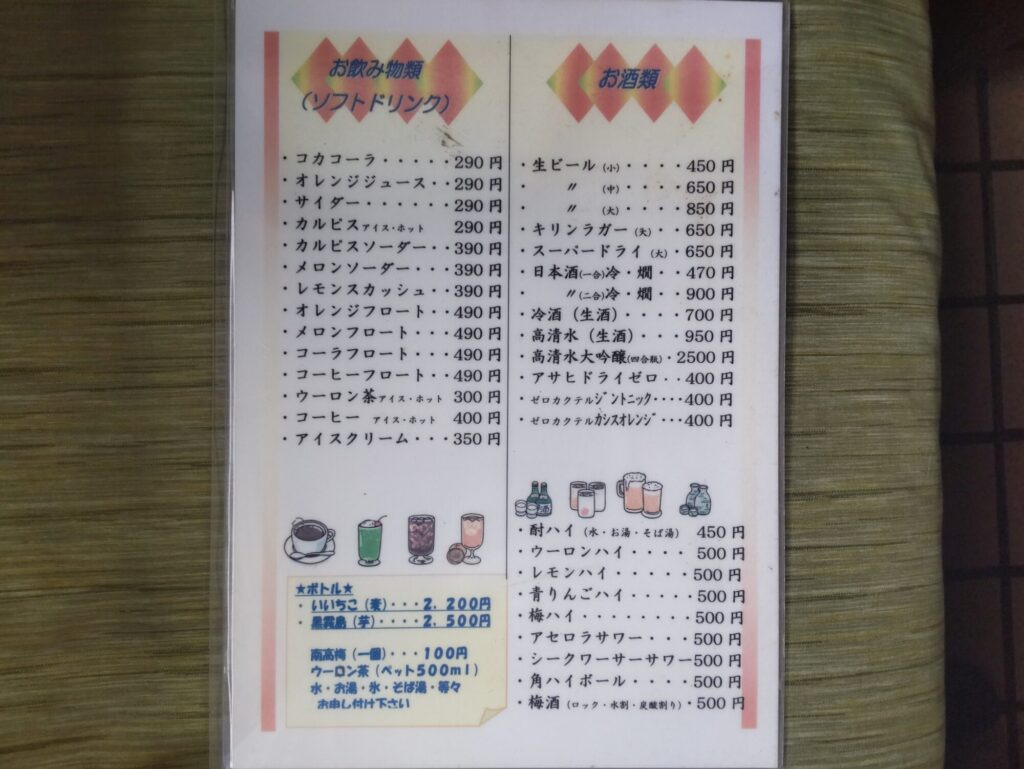 お飲み物類
（ソフトドリンク）
・コカコーラ・・・・・290円
・オレンジジュース・・290円
・サイダー・・・・・・290円
・カルピスアイス・ホット 290円
・カルピスソーダー・・390円
・メロンソーダー・・・390円
・レモンスカッシュ・・390円
・オレンジフロート・・490円
・メロンフロート・・・490円
・コーラフロート・・・490円
・コーヒーフロート・・490円
・ウーロン茶アイス・ホット 300円
・コーヒー アイス・ホット 400円
・アイスクリーム・・・350円
★ボトル★
・いいちこ（麦）・・・2，200円
・黒霧島（芋）・・・・2，500円
南高梅（一個）・・・100円
ウーロン茶（ペット500ml）
水・お湯・氷・そば湯・等々
お申し付け下さい
お酒類
・生ビール（小）・・・・450円
・ 〃 （中）・・・・650円
・ 〃 （大）・・・・850円
・キリンラガー（大）・・650円
・スーパードライ（大）・650円
・日本酒(一合)冷・燗・・470円
・ 〃(二合)冷・燗・・900円
・冷酒（生酒）・・・・700円
・高清水（生酒）・・・950円
・高清水大吟醸(四合瓶)・2500円
・アサヒドライゼロ・・400円
・ゼロカクテルジントニック・・・・400円
・ゼロカクテルカシスオレンジ・・・400円
酒
・酎ハイ（水・お湯・そば湯） 450円
・ウーロンハイ・・・・ 500円
・レモンハイ・・・・・500円
・青りんごハイ・・・・500円
・梅ハイ・・・・・・・500円
・アセロラサワー・・・500円
・シークワーサーサワー500円
・角ハイボール・・・・500円
・梅酒（ロック・水割・炭酸割り）・500円